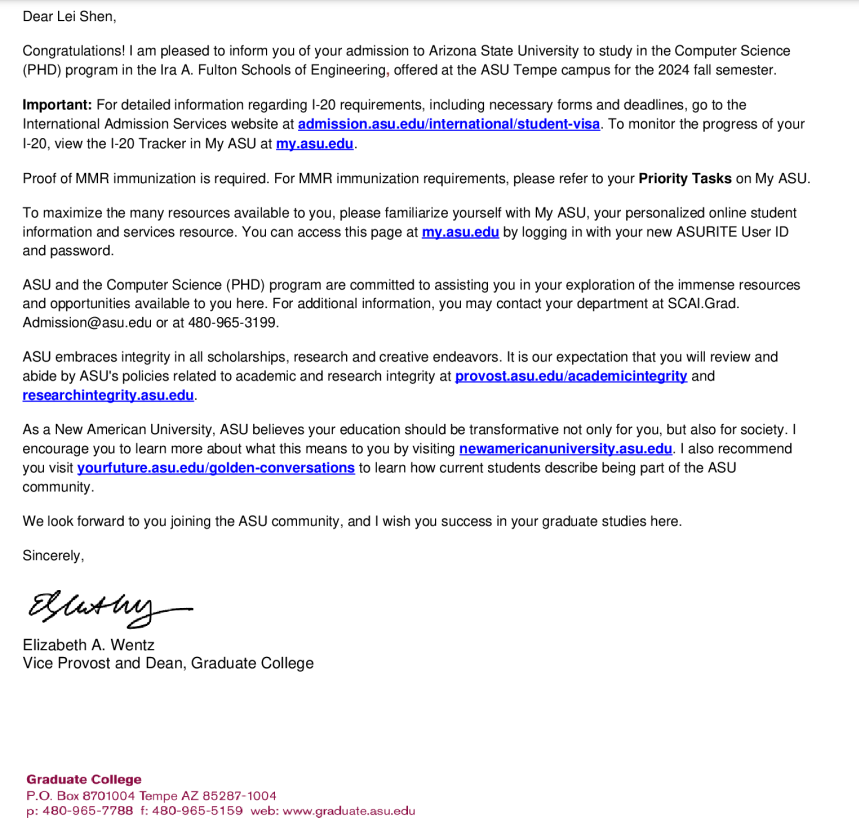 Dear Lei Shen,
Congratulations! I am pleased to inform you of your admission to Arizona State University to study in the Computer Science
(PHD) program in the Ira A. Fulton Schools of Engineering, offered at the ASU Tempe campus for the 2024 fall semester.
Important: For detailed information regarding I-20 requirements, including necessary forms and deadlines, go to the
International Admission Services website at admission.asu.edu/international/student-visa. To monitor the progress of your
I-20, view the I-20 Tracker in My ASU at my.asu.edu.
Proof of MMR immunization is required. For MMR immunization requirements, please refer to your Priority Tasks on My ASU.
To maximize the many resources available to you, please familiarize yourself with My ASU, your personalized online student
information and services resource. You can access this page at my.asu.edu by logging in with your new ASURITE User ID
and password.
ASU and the Computer Science (PHD) program are committed to assisting you in your exploration of the immense resources
and opportunities available to you here. For additional information, you may contact your department at SCAI.Grad.
Admission@asu.edu or at 480-965-3199.
ASU embraces integrity in all scholarships, research and creative endeavors. It is our expectation that you will review and
abide by ASU's policies related to academic and research integrity at provost.asu.edu/academicintegrity and
researchintegrity.asu.edu.
As a New American University, ASU believes your education should be transformative not only for you, but also for society. I
encourage you to learn more about what this means to you by visiting newamericanuniversity.asu.edu. I also recommend
you visit yourfuture.asu.edu/golden-conversations to learn how current students describe being part of the ASU
community.
We look forward to you joining the ASU community, and I wish you success in your graduate studies here.
Sincerely,
Elizabeth A. Wentz
Vice Provost and Dean, Graduate College
Graduate College
P.O. Box 8701004 Tempe AZ 85287-1004
p: 480-965-7788 f: 480-965-5159 web: www.graduate.asu.edu